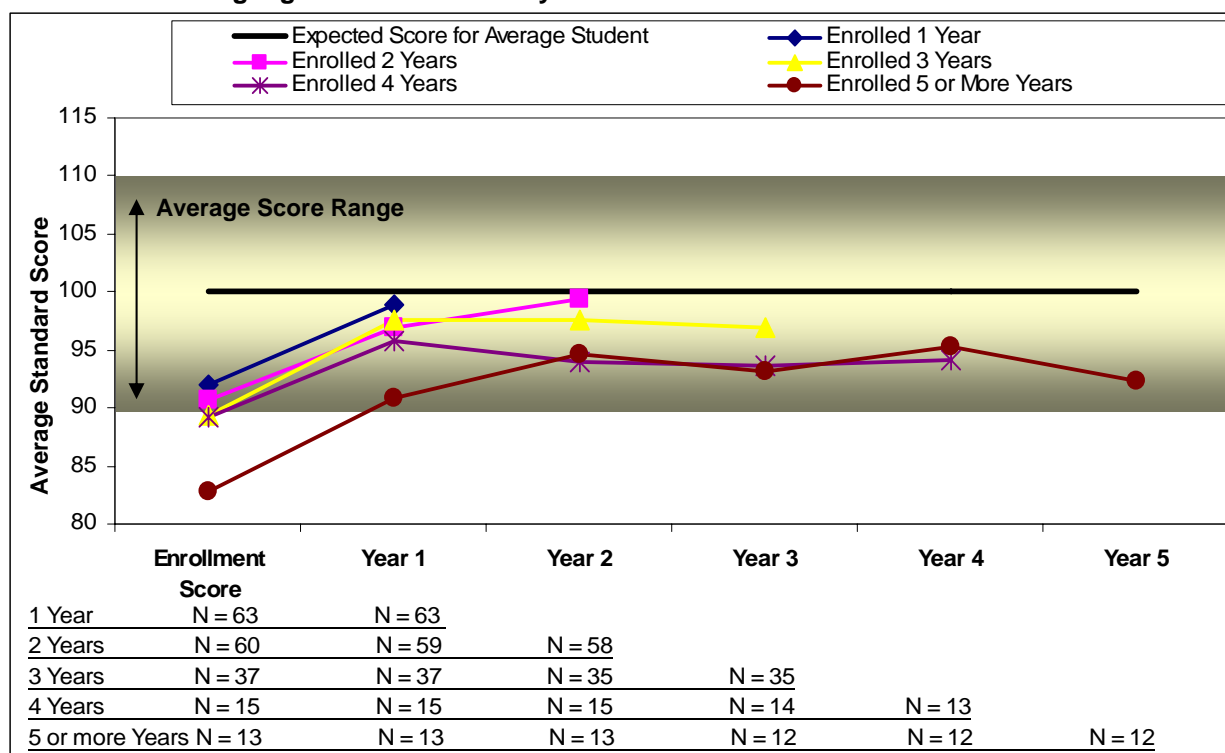 Expected Score for Average Student Enrolled 1 Year
Enrolled 2 Years Enrolled 3 Years
Enrolled 4 Years Enrolled 5 or More Years
115
110
105
100
95
90
85
80
Average Standard Score
Average Score Range
Enrollment Score Year 1 Year 2 Year 3 Year 4 Year 5
1 Year N = 63 N = 63
2 Years N = 60 N = 59 N = 58
3 Years N = 37 N = 37 N = 35 N = 35
4 Years N = 15 N = 15 N = 15 N = 14 N = 13
5 or more Years N = 13 N = 13 N = 13 N = 12 N = 12 N = 12